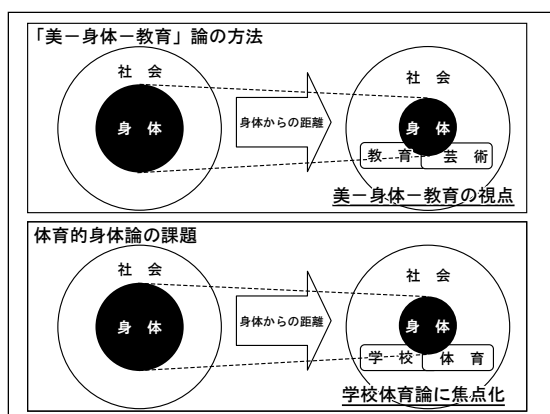 「美－身体－教育」論の方法
社 会
身 体
身体からの距離
社 会
身 体
教 育
芸 術
美－身体－教育の視点
体育的身体論の課題
社 会
身 体
身体からの距離
社 会
身 体
学 校
体 育
学校体育論に焦点化